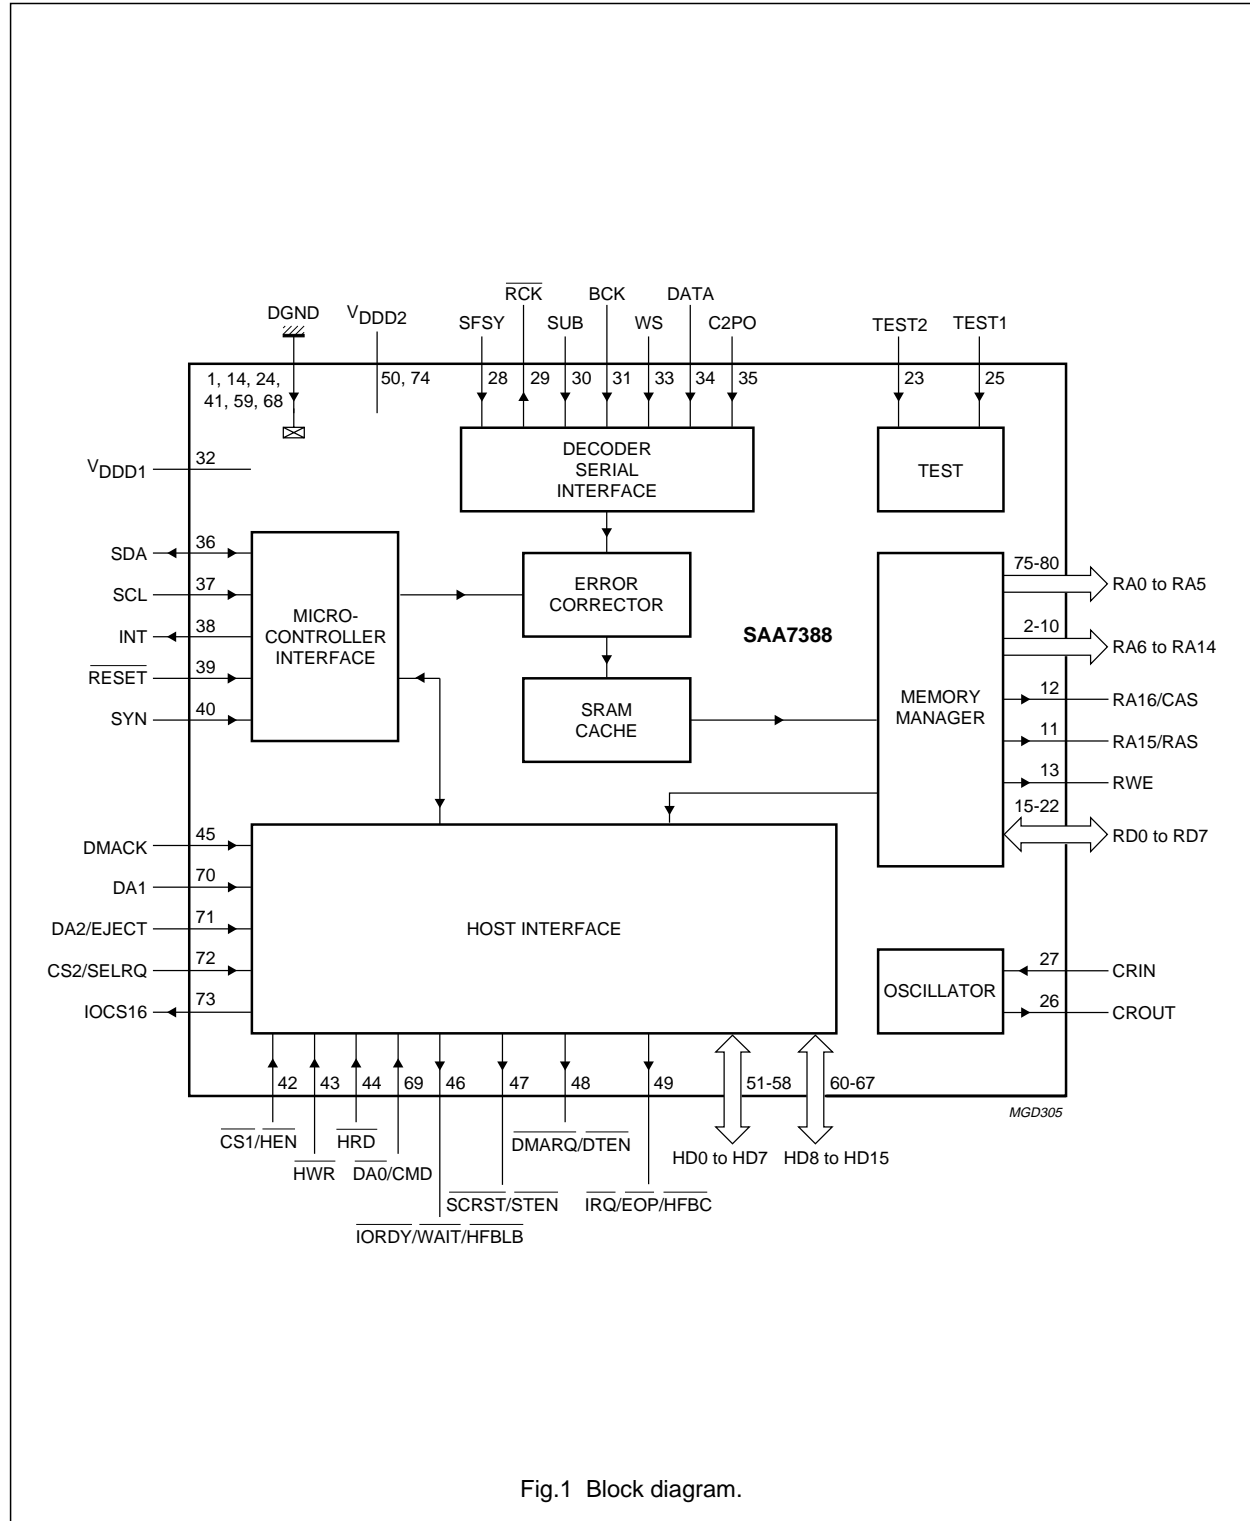 RCK
BCK
DATA
DGND
VDDD2
SFSY
SUB
WS
C2PO
TEST2
TEST1
1, 14, 24,
41, 59, 68
50, 74
28
29
30
31
33
34
35
23
25
VDDD1
32
DECODER
SERIAL
INTERFACE
TEST
SDA
36
SCL
37
INT
38
RESET
39
SYN
40
MICRO-
CONTROLLER
INTERFACE
ERROR
CORRECTOR
SAA7388
SRAM
CACHE
MEMORY
MANAGER
75-80
RA0 to RA5
2-10
RA6 to RA14
12
RA16/CAS
11
RA15/RAS
13
RWE
15-22
RD0 to RD7
DMACK
45
DA1
70
DA2/EJECT
71
CS2/SELRQ
72
IOCS16
73
HOST INTERFACE
OSCILLATOR
27
CRIN
26
CROUT
42
43
44
69
46
47
48
49
51-58
60-67
MGD305
CS1/HEN
HRD
DMARQ/DTEN
HD0 to HD7
HD8 to HD15
HWR
DA0/CMD
SCRST/STEN
IRQ/EOP/HFBC
IORDY/WAIT/HFBLB
Fig.1 Block diagram.